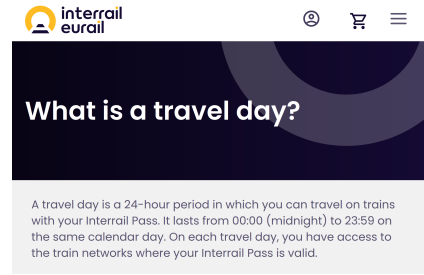 interrail
eurail
What is a travel day?
A travel day is a 24-hour period in which you can travel on trains
with your Interrail Pass. It lasts from 00:00 (midnight) to 23:59 on
the same calendar day. On each travel day, you have access to
the train networks where your Interrail Pass is valid.